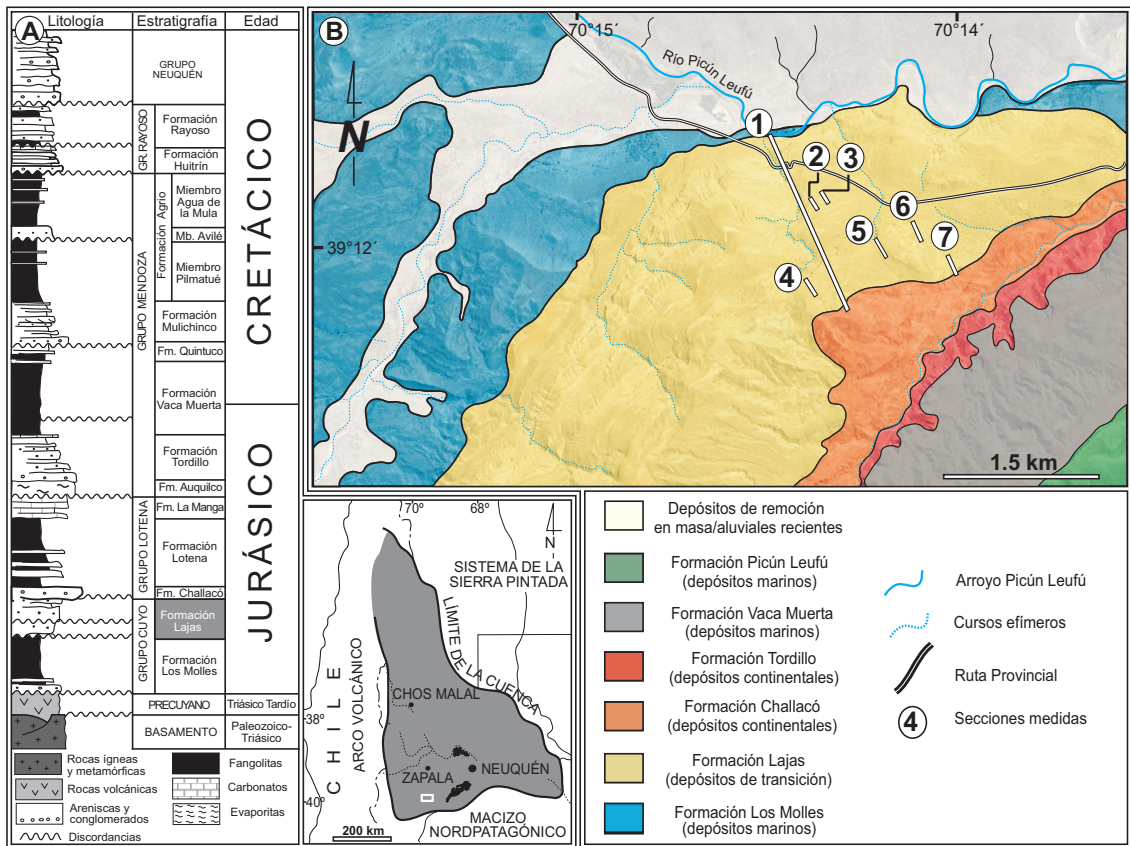 A
Litología
Estratigrafía
Edad
GRUPO
NEUQUÉN
GR. RAYOSO
Formación
Rayoso
Formación
Huitrín
GRUPO MENDOZA
Formación Agrio
Miembro
Agua de
la Mula
Mb. Avilé
Miembro
Pilmatué
Formación
Mulichinco
Fm. Quintuco
Formación
Vaca Muerta
Formación
Tordillo
Fm. Auquilco
GRUPO LOTENA
Fm. La Manga
Formación
Lotena
Fm. Challacó
GRUPO CUYO
Formación
Lajas
Formación
Los Molles
PRECUYANO
Triásico Tardío
BASAMENTO
Paleozoico-
Triásico
CRETÁCICO
JURÁSICO
Rocas ígneas
y metamórficas
Rocas volcánicas
Areniscas y
conglomerados
Discordancias
Fangolitas
Carbonatos
Evaporitas
B
70°15´
70°14´
39°12´
N
Río Picún Leufú
1
2
3
4
5
6
7
1.5 km
70°
68°
N
SISTEMA DE LA
SIERRA PINTADA
LÍMITE DE LA CUENCA
CHILE
ARCO VOLCÁNICO
CHOS MALAL
38°
ZAPALA
NEUQUÉN
40°
MACIZO
NORDPATAGÓNICO
200 km
Depósitos de remoción
en masa/aluviales recientes
Formación Picún Leufú
(depósitos marinos)
Formación Vaca Muerta
(depósitos marinos)
Formación Tordillo
(depósitos continentales)
Formación Challacó
(depósitos continentales)
Formación Lajas
(depósitos de transición)
Formación Los Molles
(depósitos marinos)
Arroyo Picún Leufú
Cursos efímeros
Ruta Provincial
4
Secciones medidas